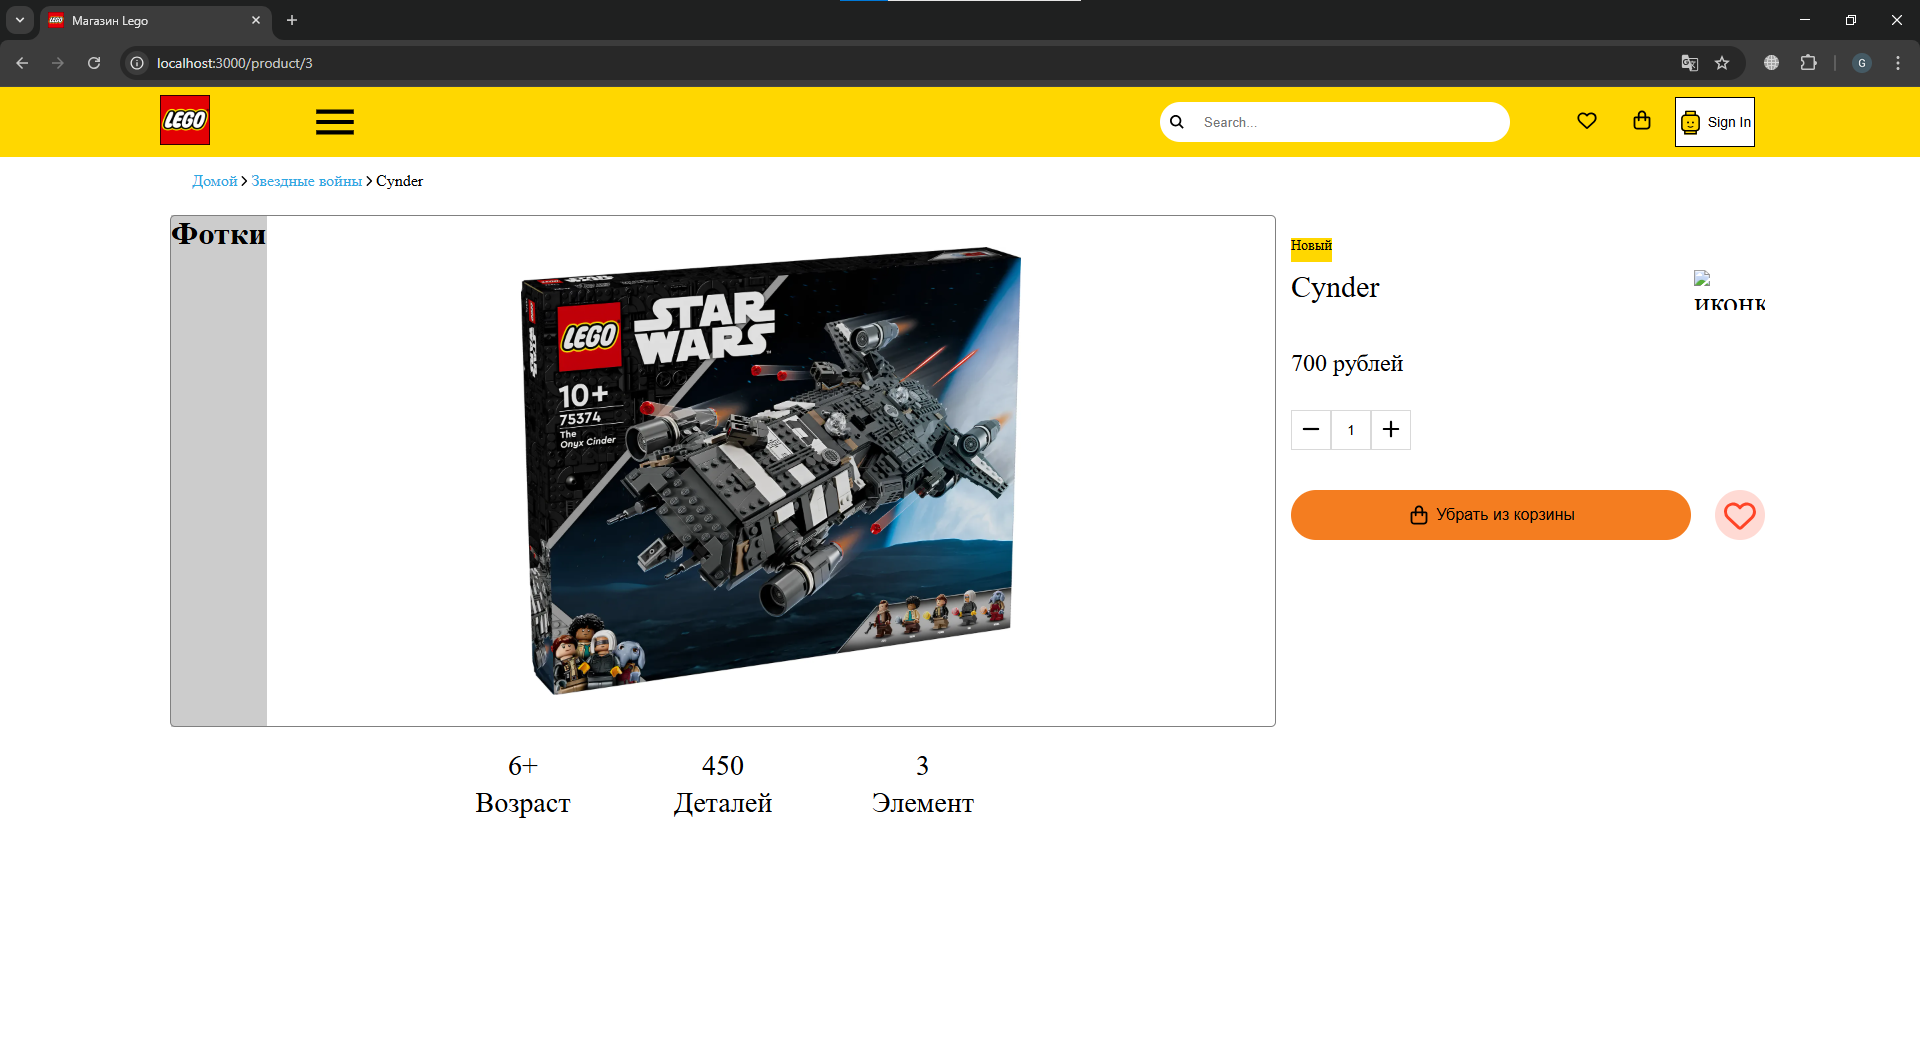 Магазин Lego
localhost:3000/product/3
G
LEGO
Search...
Sign In
Домой > Звездные войны > Cynder
Фотки
LEGO
STAR
WARS
10+
75374
The
Onyx Cinder
STAR
WARS
Новый
Cynder
иконк
700 рублей
1
Убрать из корзины
6+
Возраст
450
Деталей
3
Элемент